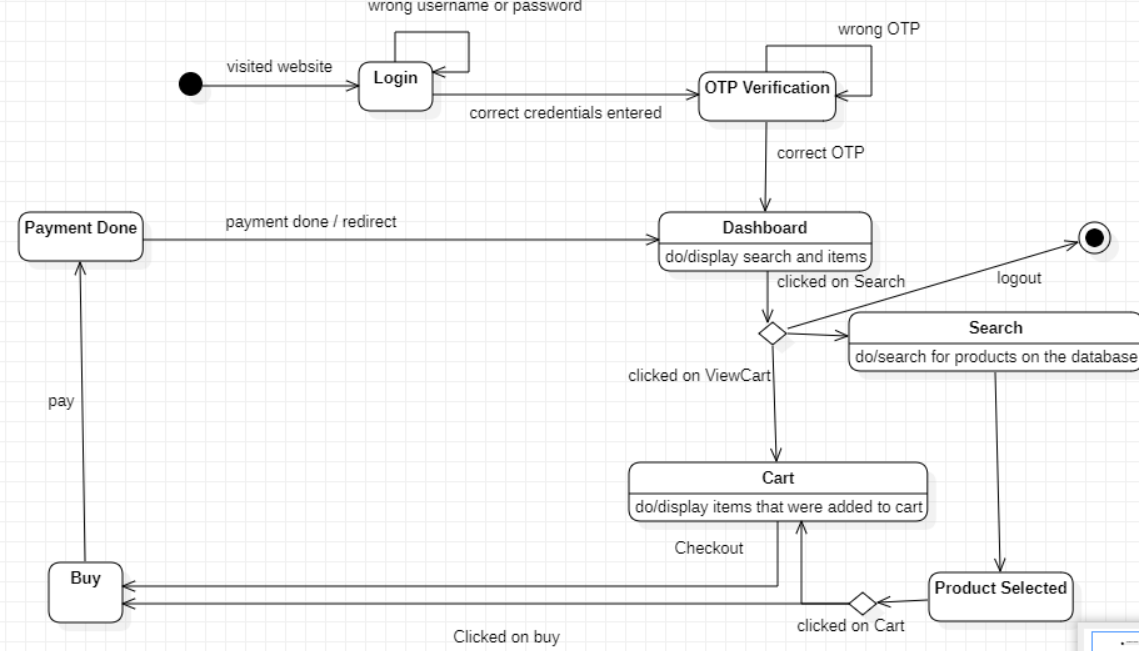 wrong username or password
wrong OTP
visited website
Login
OTP Verification
correct credentials entered
correct OTP
Payment Done
payment done / redirect
Dashboard
do/display search and items
clicked on Search
logout
Search
do/search for products on the database
clicked on ViewCart
pay
Cart
do/display items that were added to cart
Checkout
Buy
Product Selected
clicked on Cart
Clicked on buy